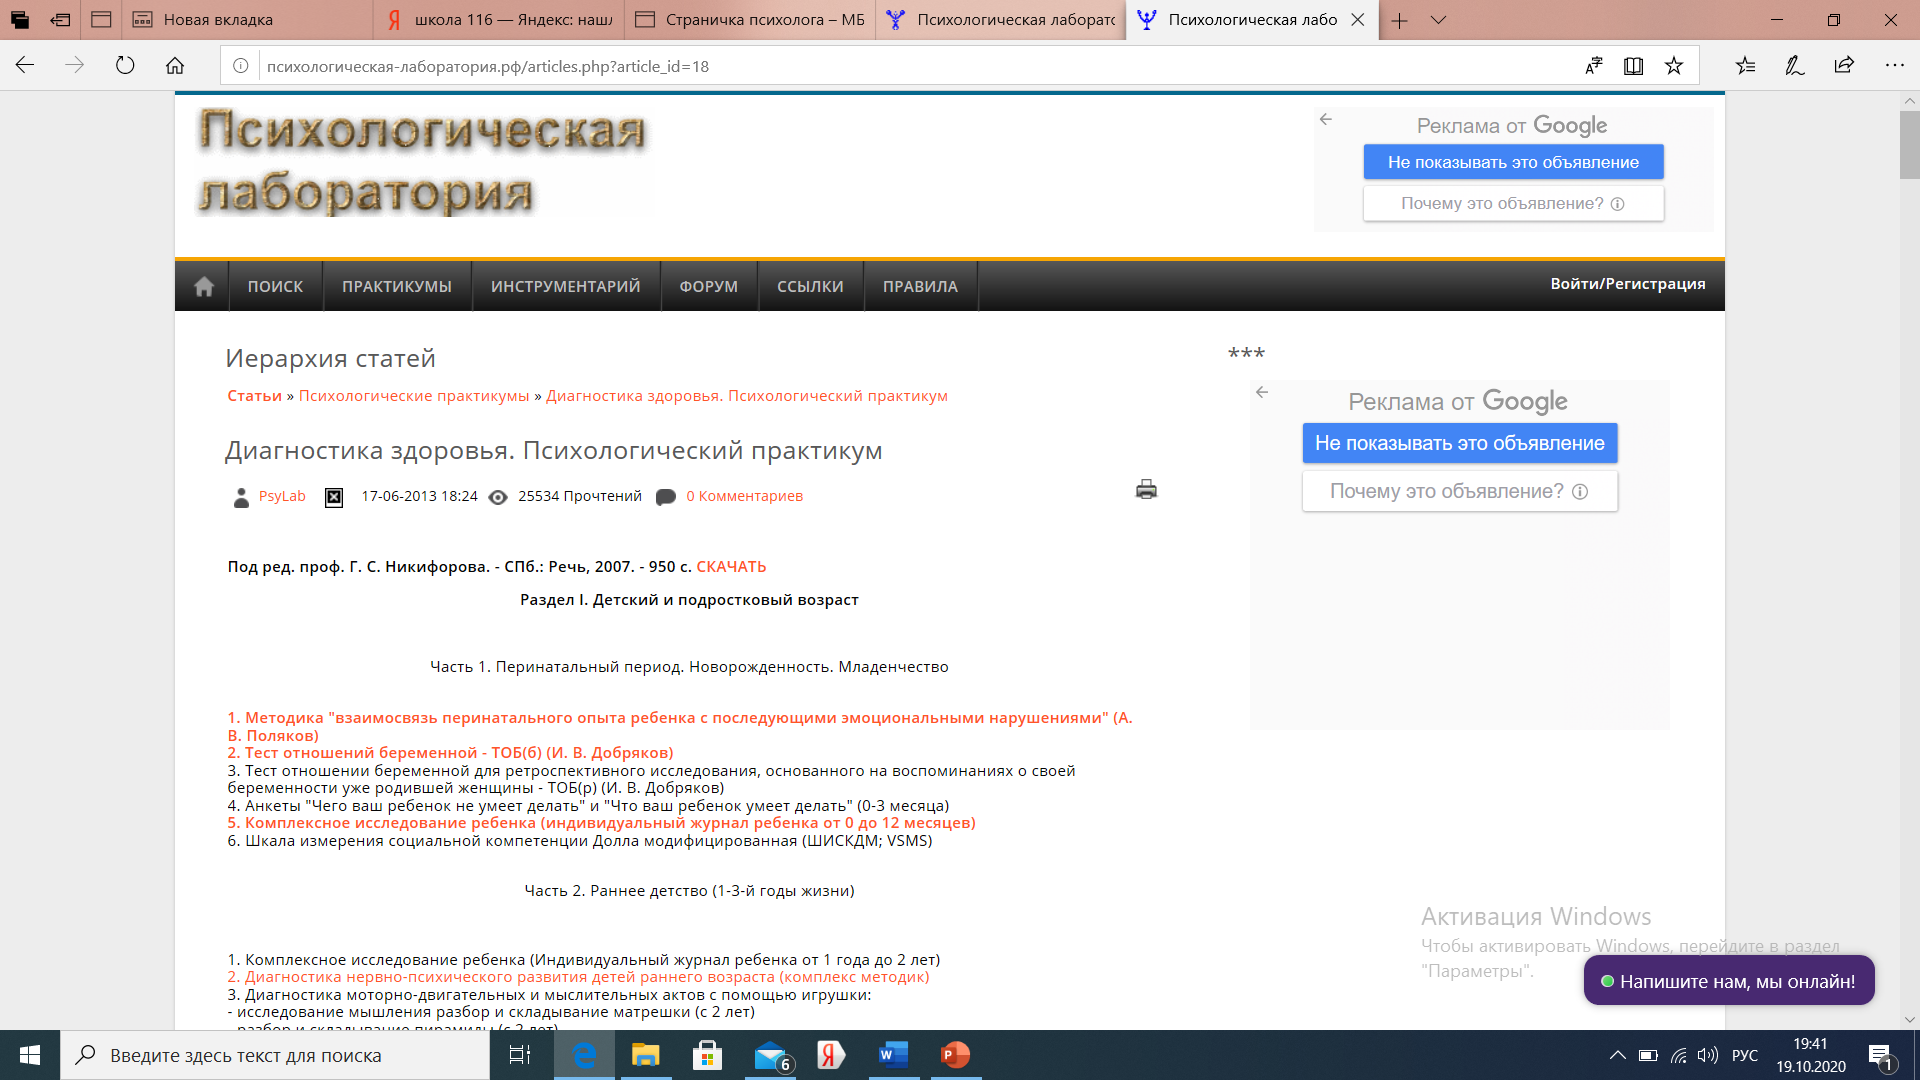 Новая вкладка
школа 116 — Яндекс: наш
Страничка психолога – МБ
Психологическая лаборато
Психологическая лабо
психологическая-лаборатория.рф/articles.php?article_id=18
Психологическая
лаборатория
Реклама от Google
Не показывать это объявление
Почему это объявление?
ПОИСК
ПРАКТИКУМЫ
ИНСТРУМЕНТАРИЙ
ФОРУМ
ССЫЛКИ
ПРАВИЛА
Войти/Регистрация
Иерархия статей
Статьи » Психологические практикумы » Диагностика здоровья. Психологический практикум
Диагностика здоровья. Психологический практикум
PsyLab 17-06-2013 18:24 25534 Прочтений 0 Комментариев
Под ред. проф. Г. С. Никифорова. - СПб.: Речь, 2007. - 950 с. СКАЧАТЬ
Раздел I. Детский и подростковый возраст
Часть 1. Перинатальный период. Новорожденность. Младенчество
1. Методика "взаимосвязь перинатального опыта ребенка с последующими эмоциональными нарушениями" (А.
В. Поляков)
2. Тест отношений беременной - ТОБ(б) (И. В. Добряков)
3. Тест отношении беременной для ретроспективного исследования, основанного на воспоминаниях о своей
беременности уже родившей женщины - ТОБ(р) (И. В. Добряков)
4. Анкеты "Чего ваш ребенок не умеет делать" и "Что ваш ребенок умеет делать" (0-3 месяца)
5. Комплексное исследование ребенка (индивидуальный журнал ребенка от 0 до 12 месяцев)
6. Шкала измерения социальной компетенции Долла модифицированная (ШИСКДМ; VSMS)
Часть 2. Раннее детство (1-3-й годы жизни)
1. Комплексное исследование ребенка (Индивидуальный журнал ребенка от 1 года до 2 лет)
2. Диагностика нервно-психического развития детей раннего возраста (комплекс методик)
3. Диагностика моторно-двигательных и мыслительных актов с помощью игрушки:
- исследование мышления разбор и складывание матрешки (с 2 лет)
- разбор и складывание пирамиды (с 2 лет)
***
Реклама от Google
Не показывать это объявление
Почему это объявление?
Активация Windows
Чтобы активировать Windows, перейдите в раздел
"Параметры".
Напишите нам, мы онлайн!
Введите здесь текст для поиска
6
РУС
19:41
19.10.2020
1